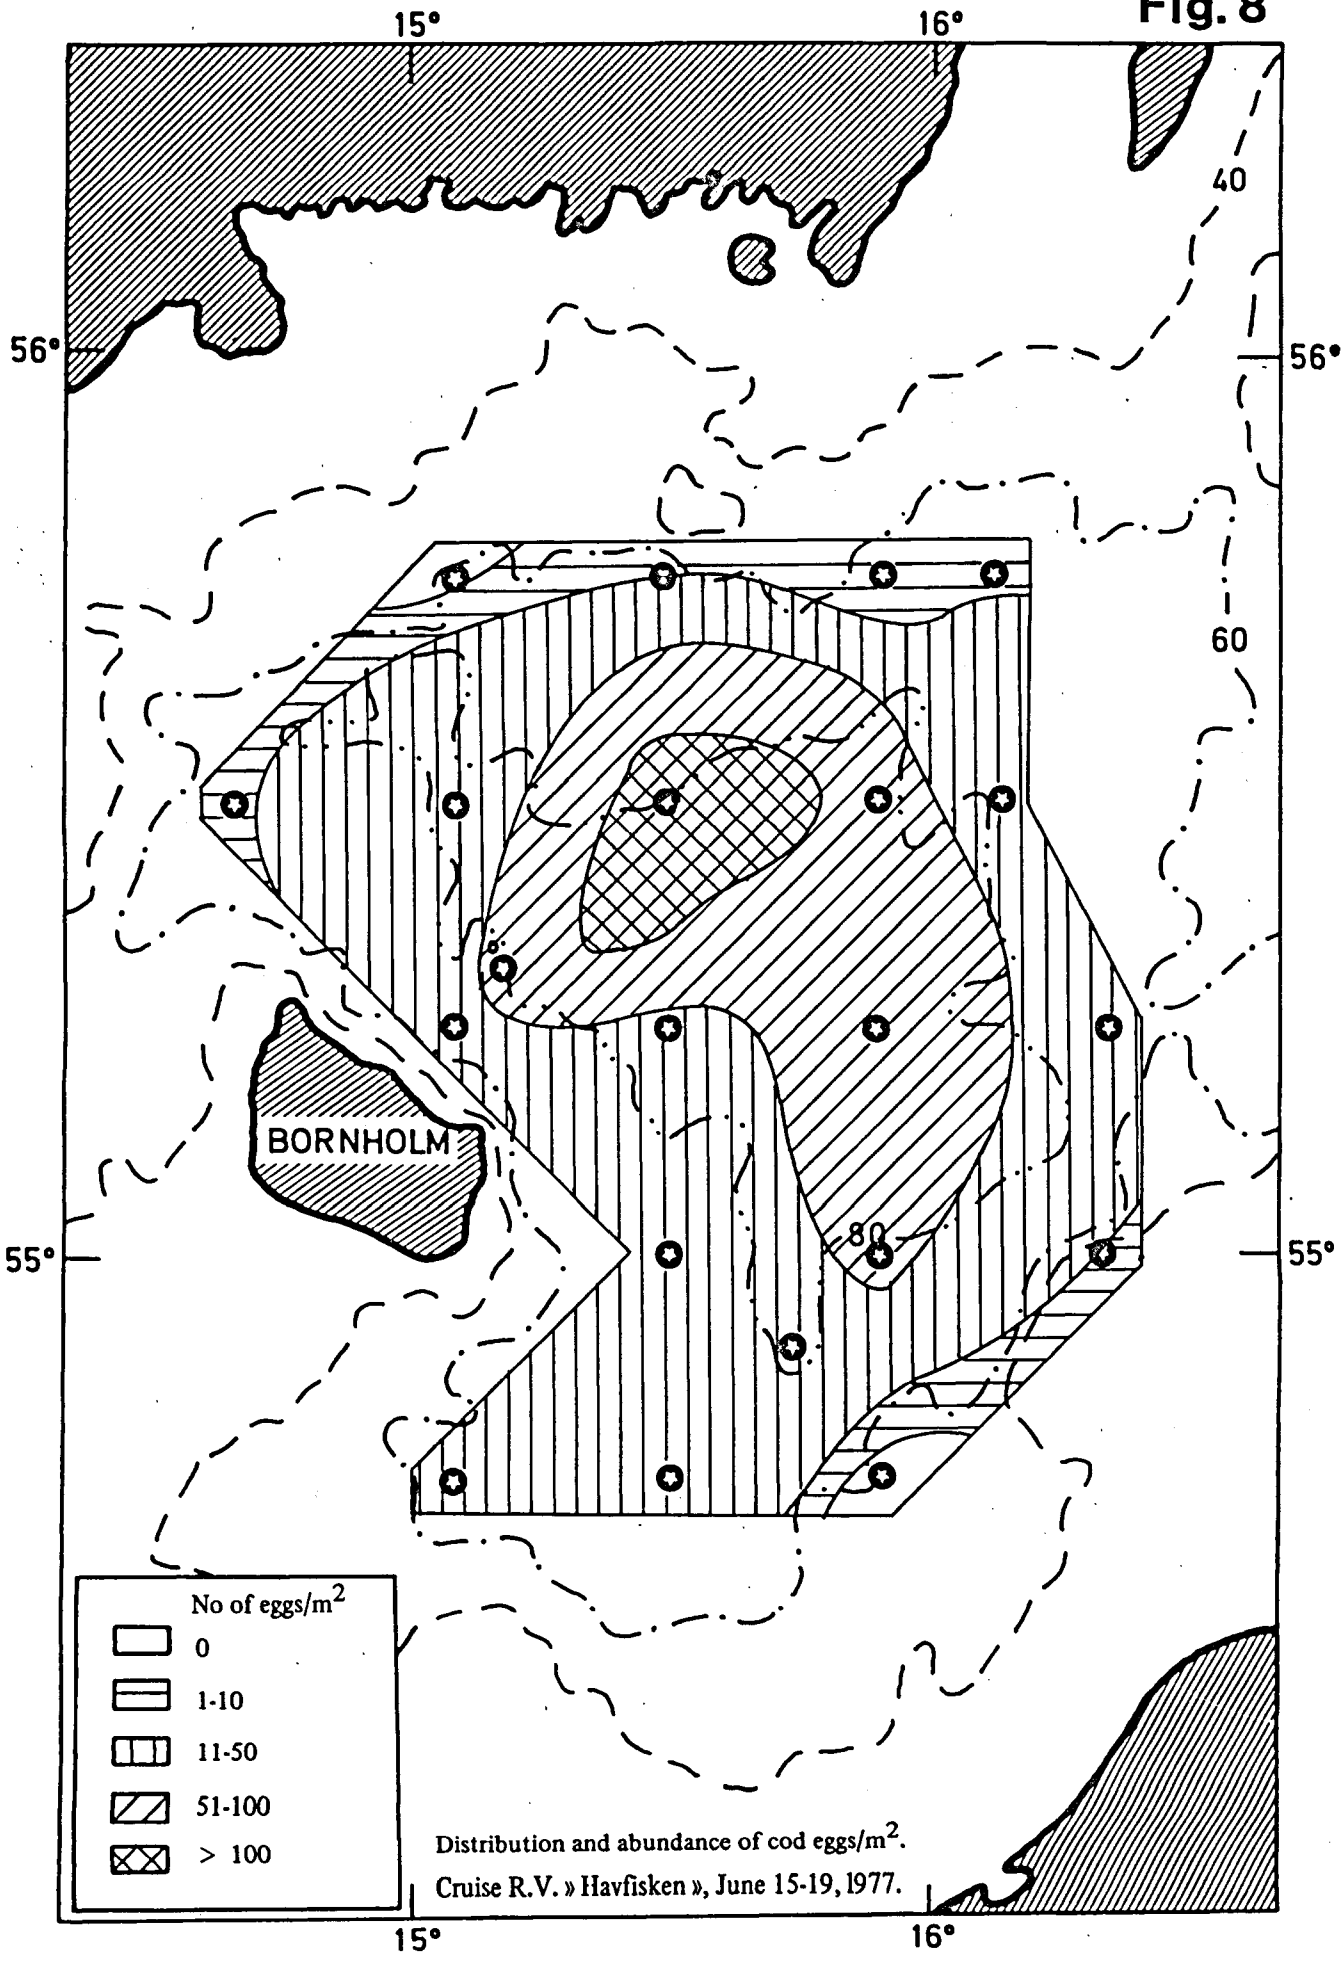 Fig. 8
15° 16°
40
56° 56°
60
BORNHOLM
80
55° 55°
No of eggs/m²
0
1-10
11-50
51-100
> 100
Distribution and abundance of cod eggs/m².
Cruise R.V. » Havfisken », June 15-19, 1977.
15° 16°